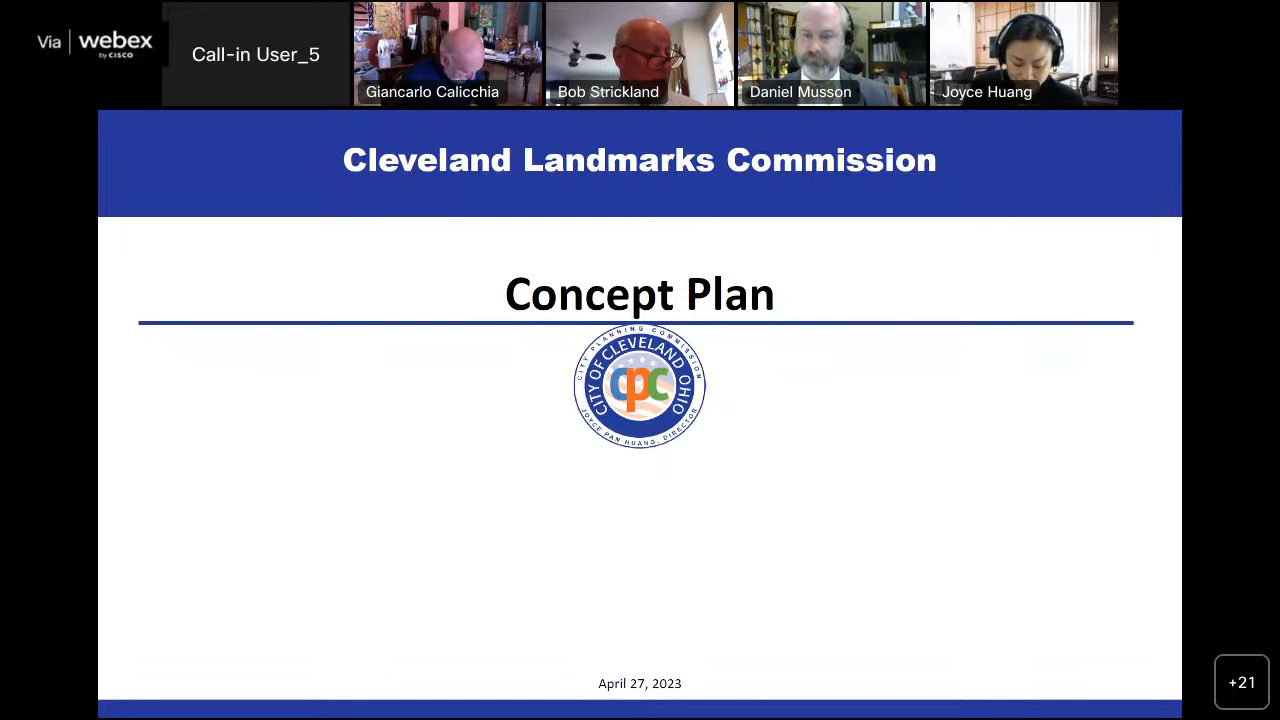 Via webex
by CISCO
Call-in User_5
Giancarlo Calicchia
Bob Strickland
Daniel Musson
Joyce Huang
Cleveland Landmarks Commission
Concept Plan
CITY PLANNING COMMISSION
CITY OF CLEVELAND OHIO
cpc
JOYCE PAN HUANG, DIRECTOR
April 27, 2023
+21